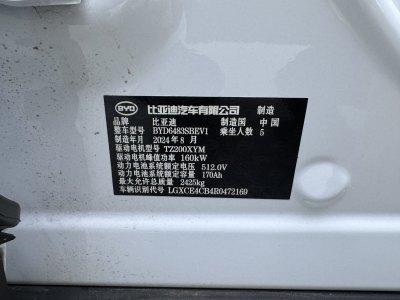 BYD 比亚迪汽车有限公司 制造
品牌 比亚迪 制造国 中国
整车型号 BYD6483SBEV1 乘坐人数 5
制造年月 2024年8月
驱动电机型号 TZ200XYM
驱动电机峰值功率 160kW
动力电池系统额定电压 512.0V
动力电池系统额定容量 170Ah
最大允许总质量 2425kg
车辆识别代号 LGXCE4CB4R0472169